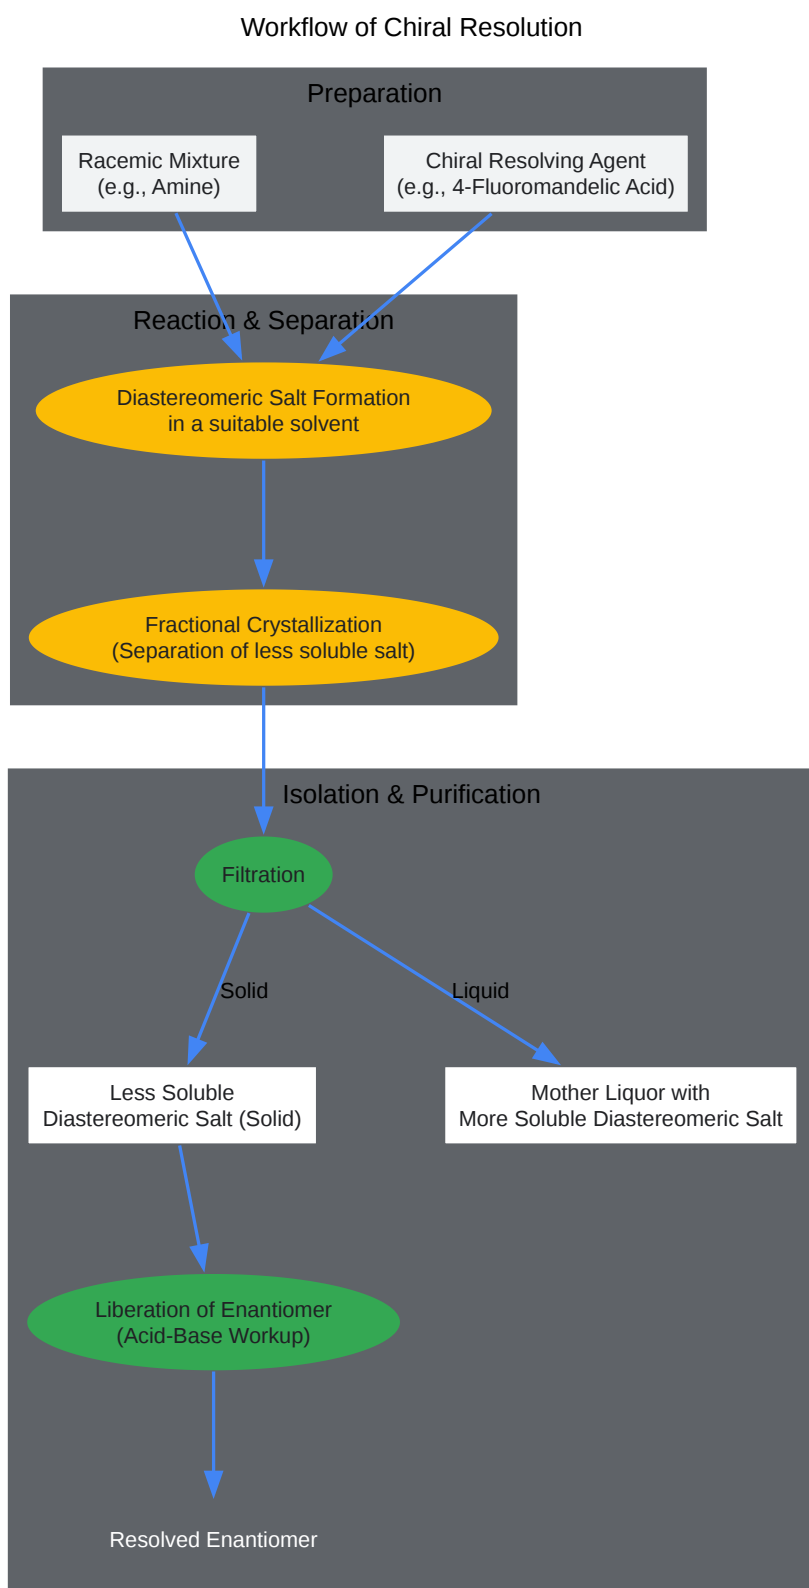 Workflow of Chiral Resolution
Preparation
Racemic Mixture
(e.g., Amine)
Chiral Resolving Agent
(e.g., 4-Fluoromandelic Acid)
Reaction & Separation
Diastereomeric Salt Formation
in a suitable solvent
Fractional Crystallization
(Separation of less soluble salt)
Isolation & Purification
Filtration
Solid
Liquid
Less Soluble
Diastereomeric Salt (Solid)
Mother Liquor with
More Soluble Diastereomeric Salt
Liberation of Enantiomer
(Acid-Base Workup)
Resolved Enantiomer